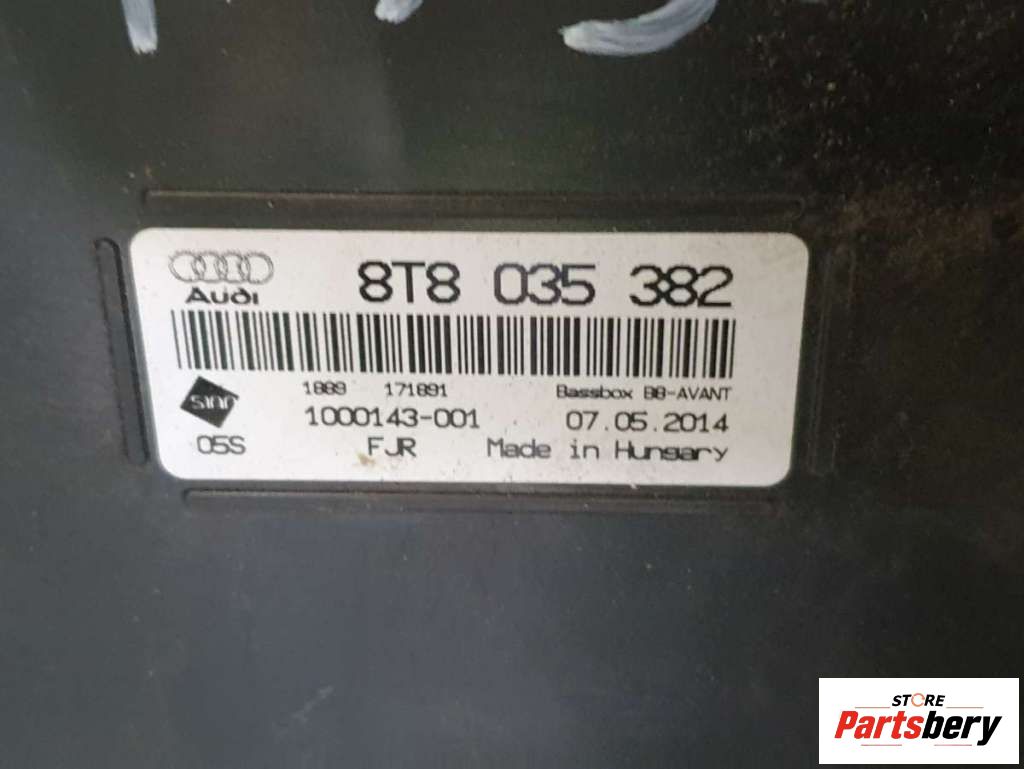 Audi 8T8 035 382
1889 171891 Bassbox B8-AVANT
1000143-001 07.05.2014
05S FJR Made in Hungary
STORE
Partsbery